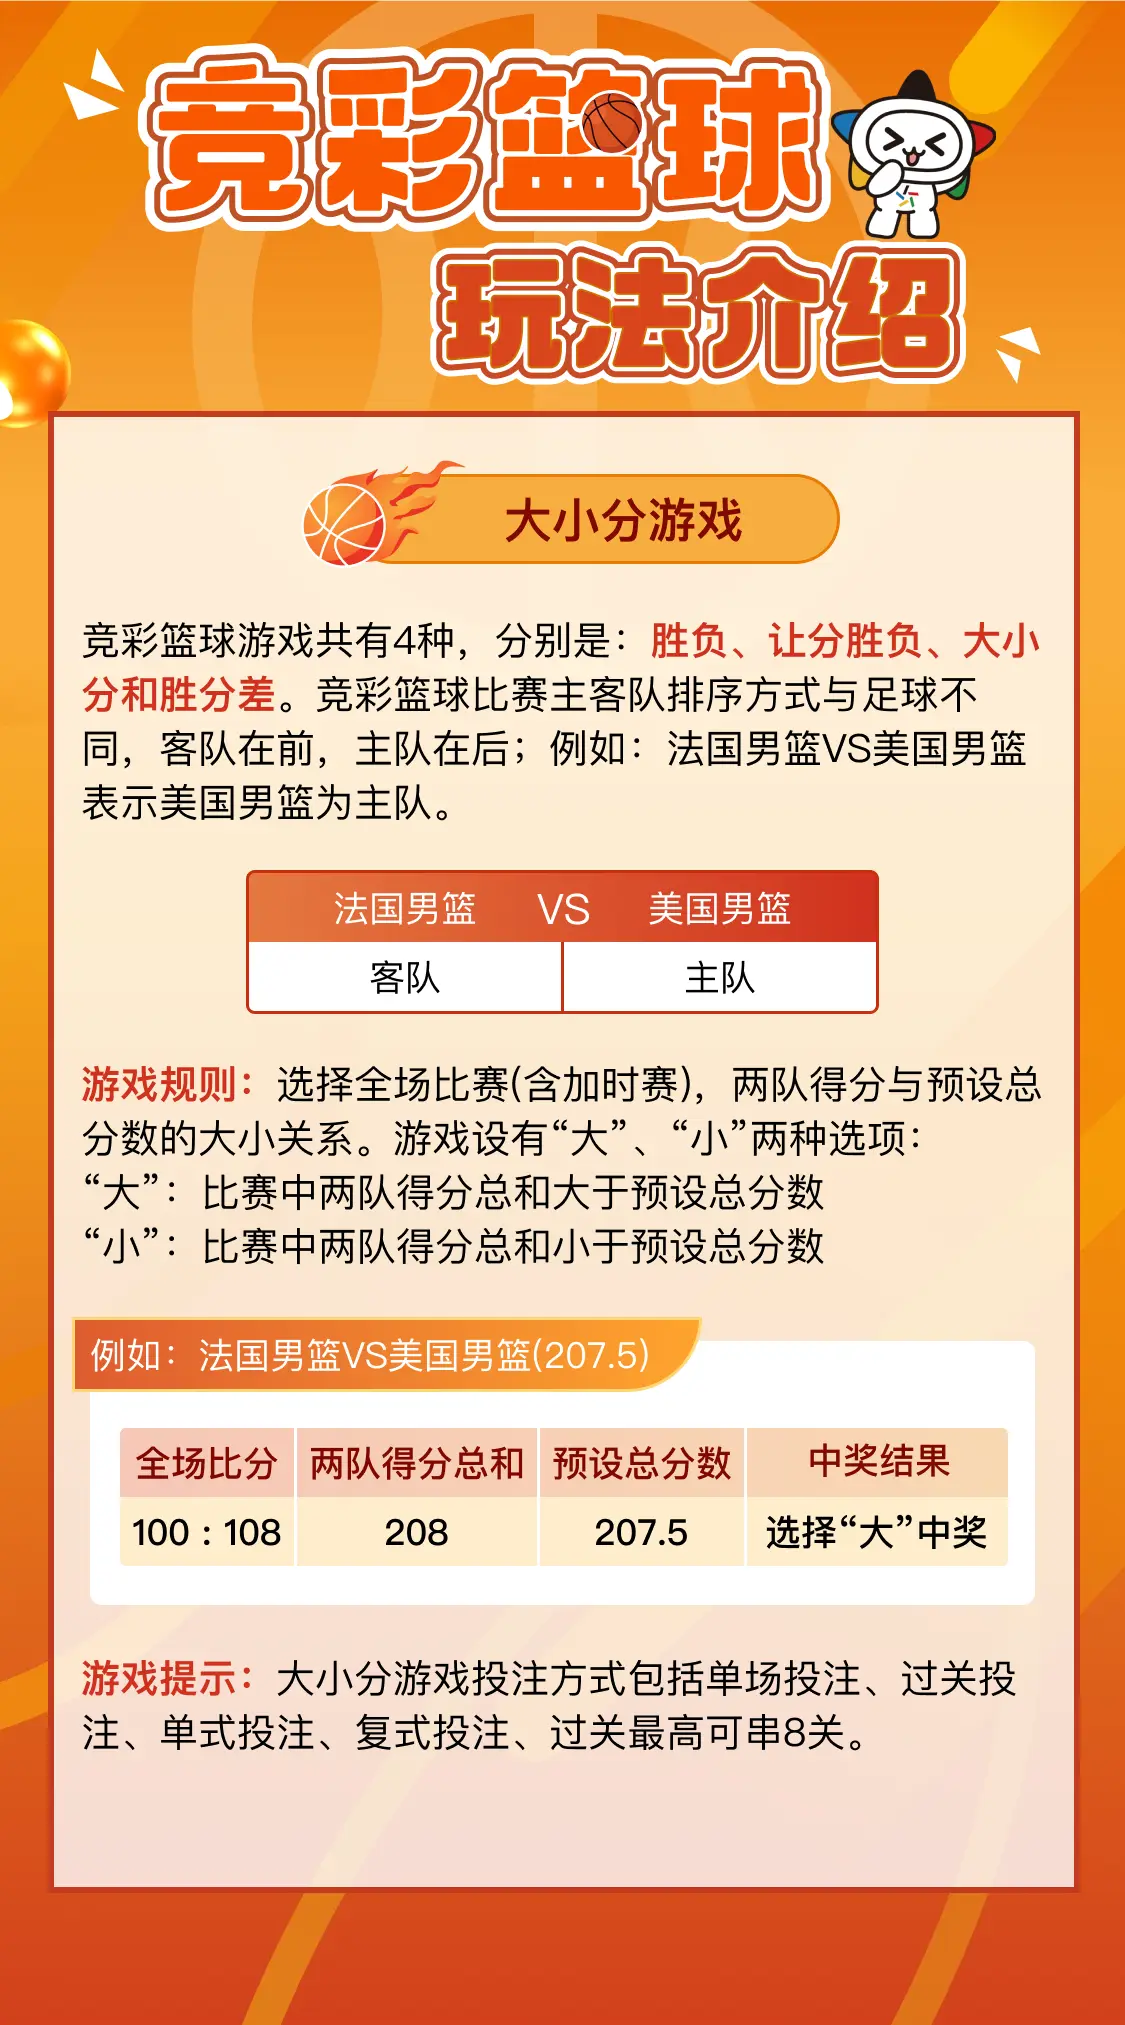 竞彩篮球
玩法介绍
大小分游戏
竞彩篮球游戏共有4种，分别是：胜负、让分胜负、大小
分和胜分差。竞彩篮球比赛主客队排序方式与足球不
同，客队在前，主队在后；例如：法国男篮VS美国男篮
表示美国男篮为主队。
法国男篮 VS 美国男篮
客队 主队
游戏规则：选择全场比赛(含加时赛)，两队得分与预设总
分数的大小关系。游戏设有“大”、“小”两种选项：
“大”：比赛中两队得分总和大于预设总分数
“小”：比赛中两队得分总和小于预设总分数
例如：法国男篮VS美国男篮(207.5)
全场比分 两队得分总和 预设总分数 中奖结果
100 : 108 208 207.5 选择“大”中奖
游戏提示：大小分游戏投注方式包括单场投注、过关投
注、单式投注、复式投注、过关最高可串8关。